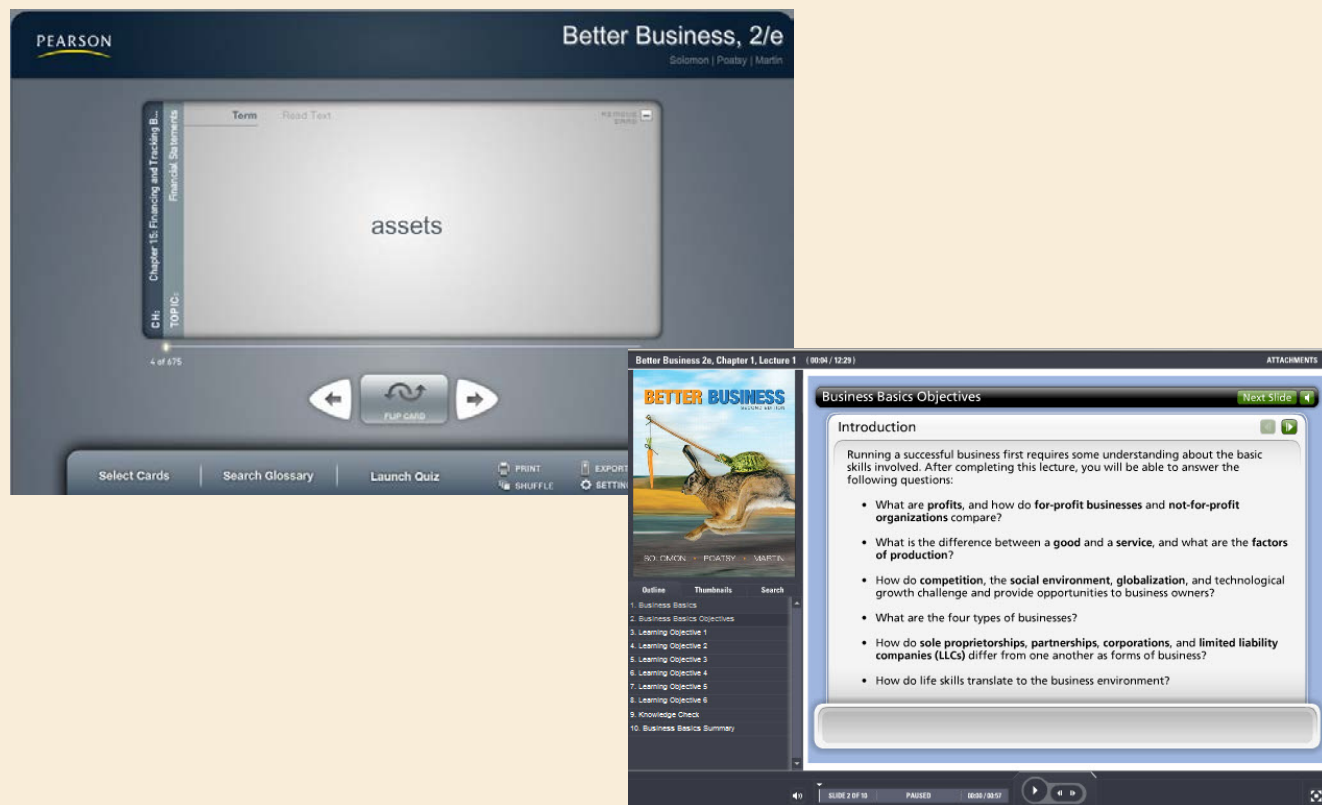 PEARSON
Better Business, 2/e
Solomon | Poatsy | Martin
CH: Chapter 15: Financing and Tracking B...
TOPIC: Financial Statements
Term Read Text
assets
4 of 675
FLIP CARD
Select Cards
Search Glossary
Launch Quiz
PRINT
SHUFFLE
EXPORT
SETTIN
Better Business 2e, Chapter 1, Lecture 1 ( 00:04 / 12:29 )
ATTACHMENTS
BETTER BUSINESS
SECOND EDITION
SOLOMON • POATSY • MARTIN
Outline Thumbnails Search
1. Business Basics
2. Business Basics Objectives
3. Learning Objective 1
4. Learning Objective 2
5. Learning Objective 3
6. Learning Objective 4
7. Learning Objective 5
8. Learning Objective 6
9. Knowledge Check
10. Business Basics Summary
Business Basics Objectives
Next Slide
Introduction
Running a successful business first requires some understanding about the basic
skills involved. After completing this lecture, you will be able to answer the
following questions:
• What are profits, and how do for-profit businesses and not-for-profit
organizations compare?
• What is the difference between a good and a service, and what are the factors
of production?
• How do competition, the social environment, globalization, and technological
growth challenge and provide opportunities to business owners?
• What are the four types of businesses?
• How do sole proprietorships, partnerships, corporations, and limited liability
companies (LLCs) differ from one another as forms of business?
• How do life skills translate to the business environment?
SLIDE 2 OF 10
PAUSED
00:00 / 00:57